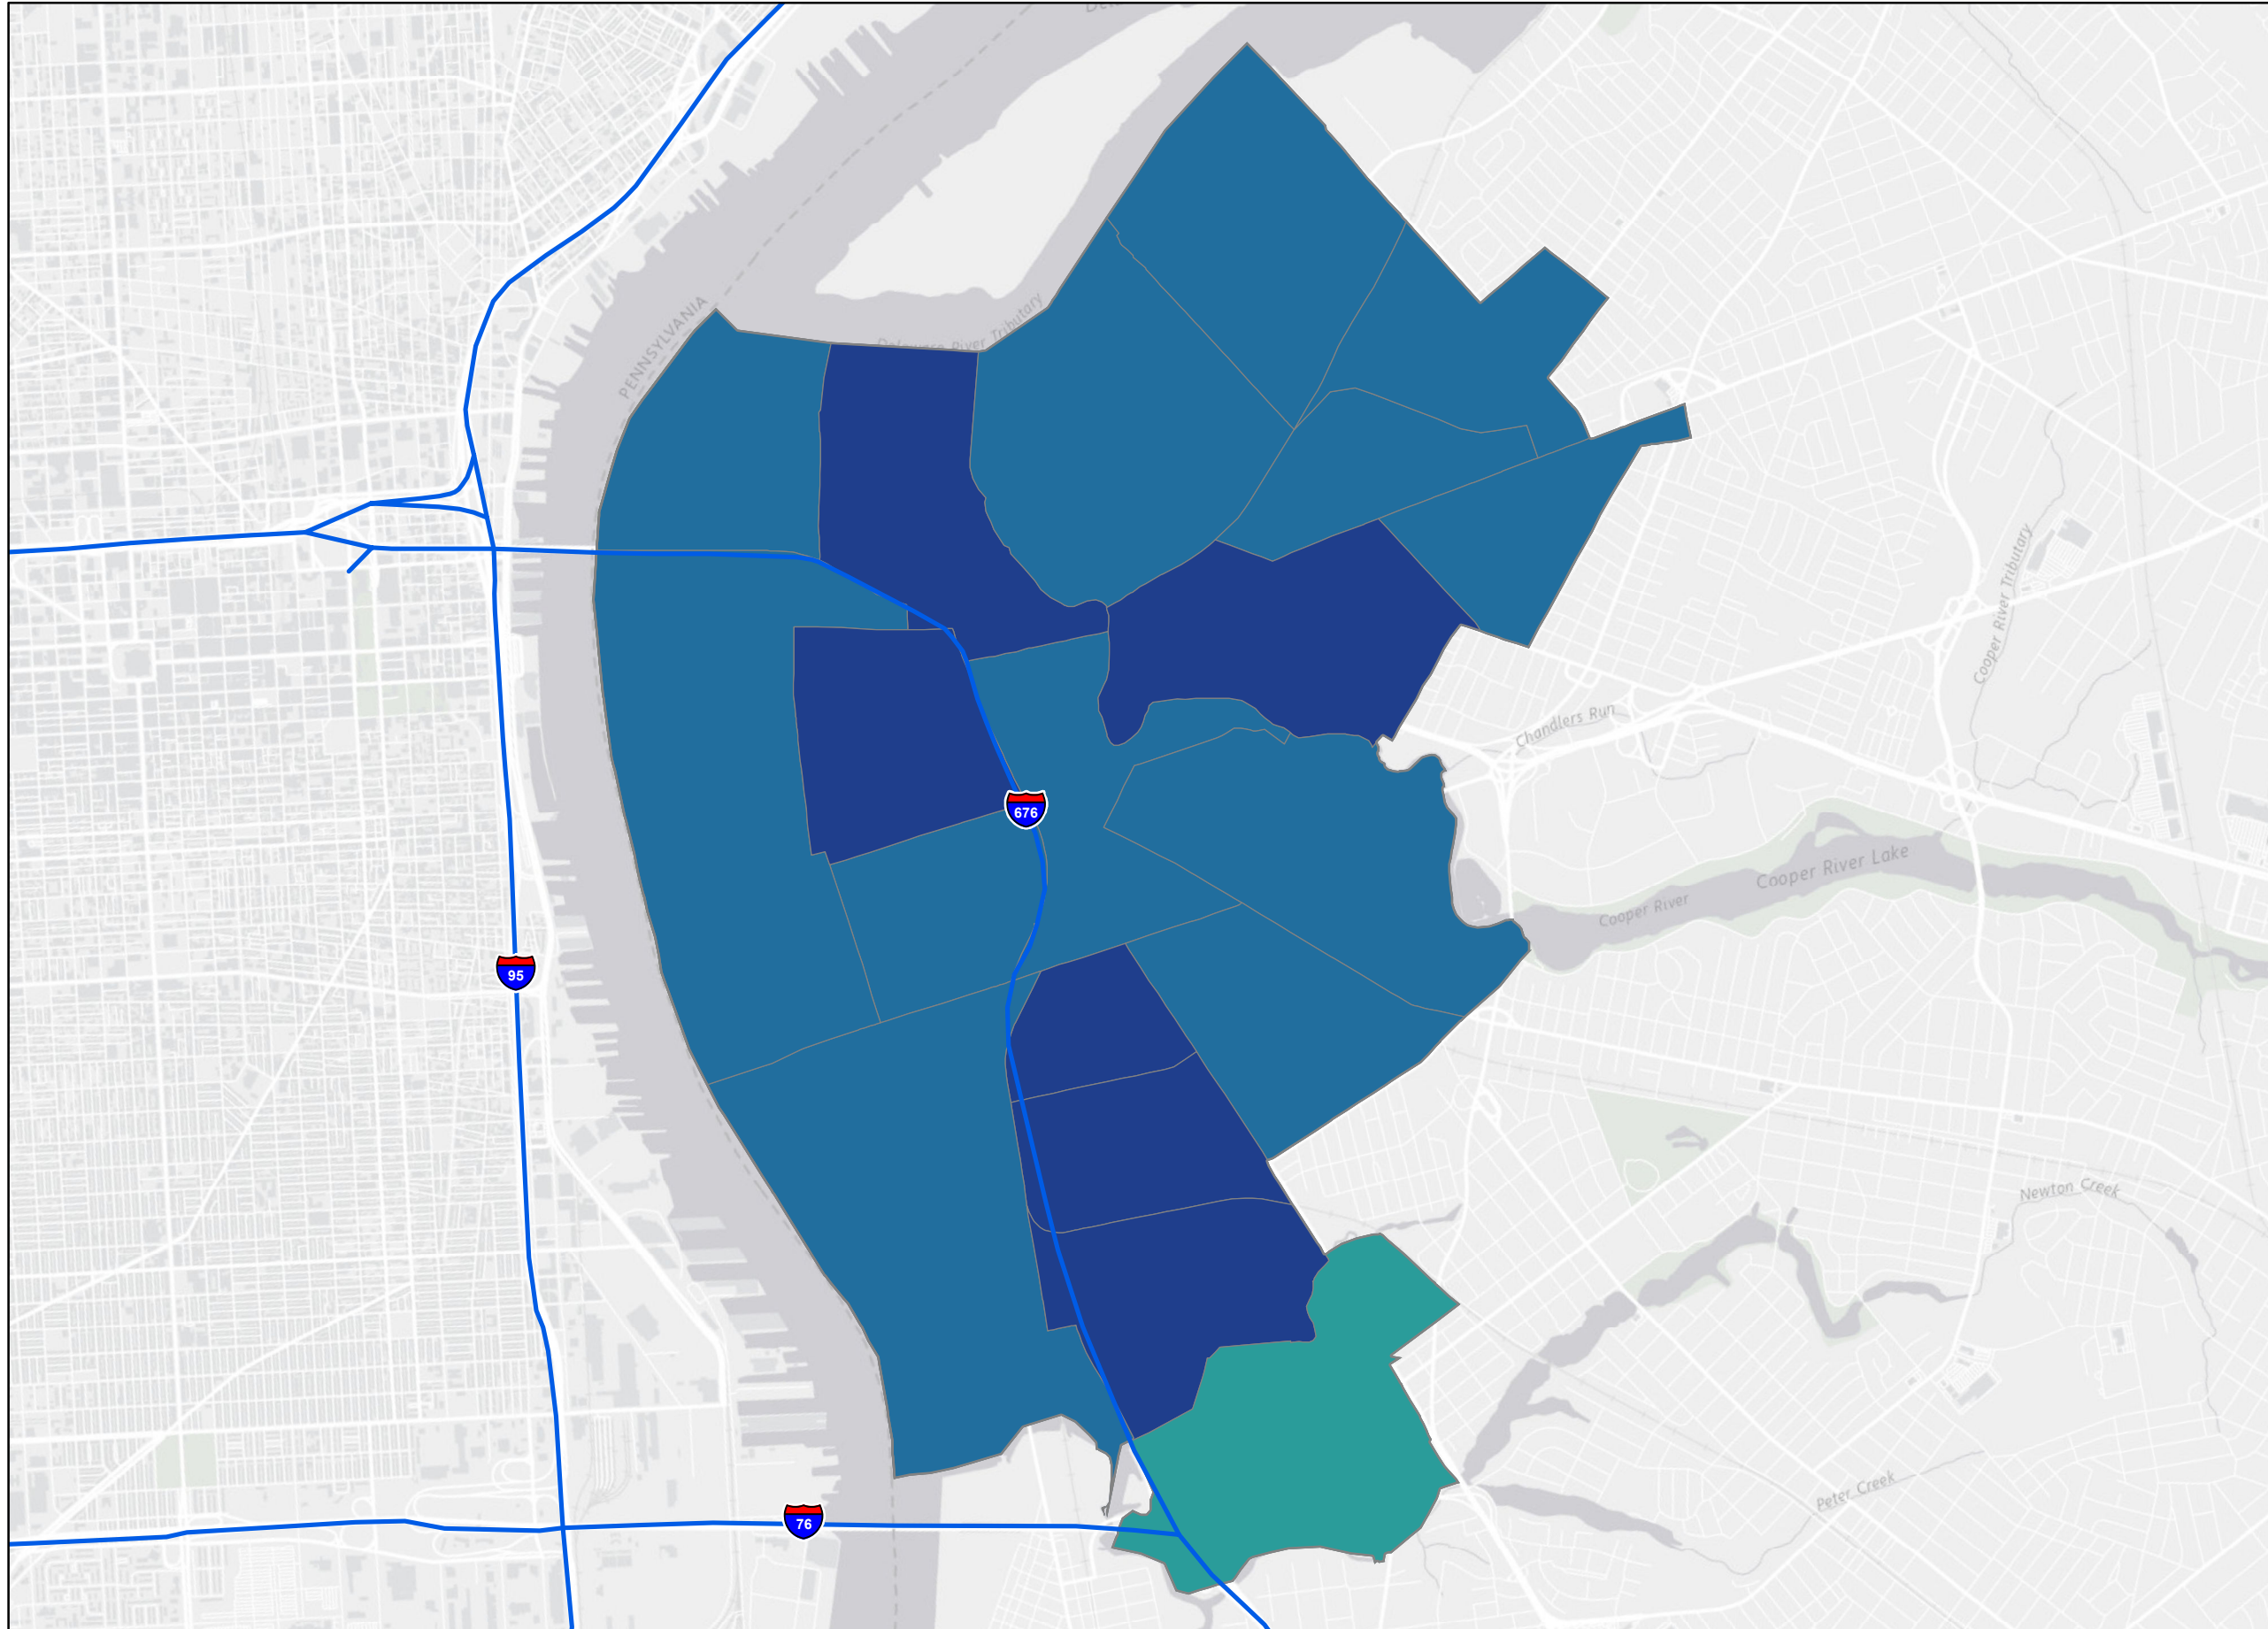 PENNSYLVANIA
Delaware River Tributary
Cooper River Tributary
Chandlers Run
676
Cooper River Lake
Cooper River
95
Newton Creek
Peter Creek
76